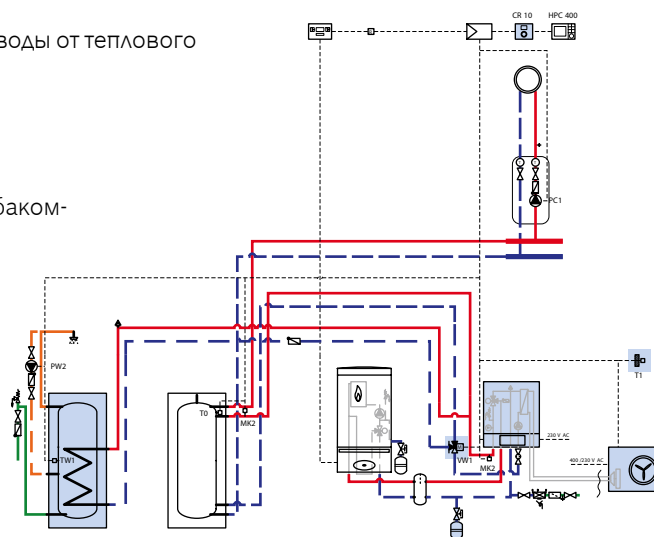 CR 10 HPC 400
воды от теплового
PC1
баком-
PW2
T1
T0
MK2
230 V AC
TW1
VW1
MK2
400 /230 V AC